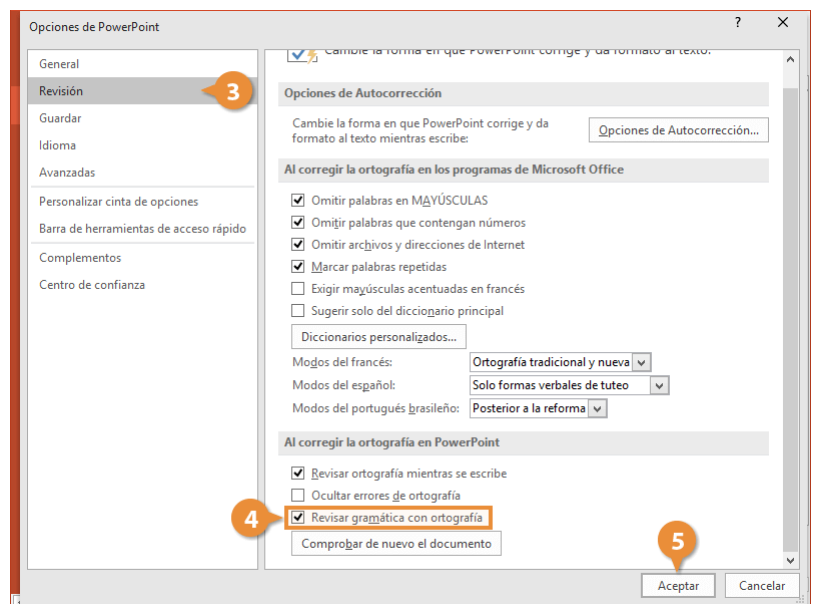 Opciones de PowerPoint
?
General
Revisión
3
Guardar
Idioma
Avanzadas
Personalizar cinta de opciones
Barra de herramientas de acceso rápido
Complementos
Centro de confianza
Cambie la forma en que PowerPoint corrige y da formato al texto.
Opciones de Autocorrección
Cambie la forma en que PowerPoint corrige y da
formato al texto mientras escribe:
Opciones de Autocorrección...
Al corregir la ortografía en los programas de Microsoft Office
Omitir palabras en MAYÚSCULAS
Omitir palabras que contengan números
Omitir archivos y direcciones de Internet
Marcar palabras repetidas
Exigir mayúsculas acentuadas en francés
Sugerir solo del diccionario principal
Diccionarios personalizados...
Modos del francés: Ortografía tradicional y nueva
Modos del español: Solo formas verbales de tuteo
Modos del portugués brasileño: Posterior a la reforma
Al corregir la ortografía en PowerPoint
Revisar ortografía mientras se escribe
Ocultar errores de ortografía
4
Revisar gramática con ortografía
Comprobar de nuevo el documento
5
Aceptar
Cancelar